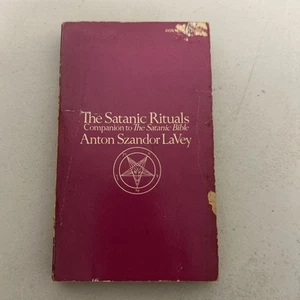 The Satanic Rituals
Companion to The Satanic Bible
Anton Szandor LaVey